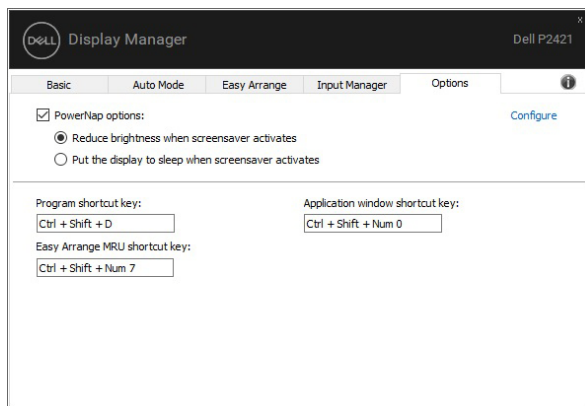 x
DELL Display Manager Dell P2421
Basic Auto Mode Easy Arrange Input Manager Options
PowerNap options: Configure
Reduce brightness when screensaver activates
Put the display to sleep when screensaver activates
Program shortcut key: Application window shortcut key:
Ctrl + Shift + D Ctrl + Shift + Num 0
Easy Arrange MRU shortcut key:
Ctrl + Shift + Num 7